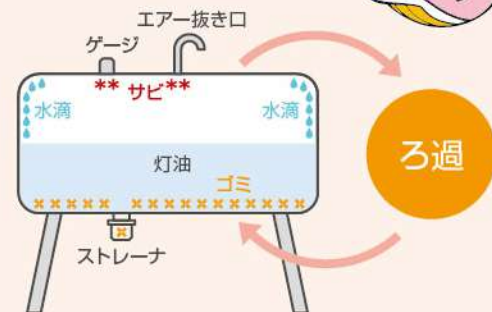 エアー抜き口
ゲージ
** サビ**
水滴
水滴
ろ過
灯油
ゴミ
ストレーナ